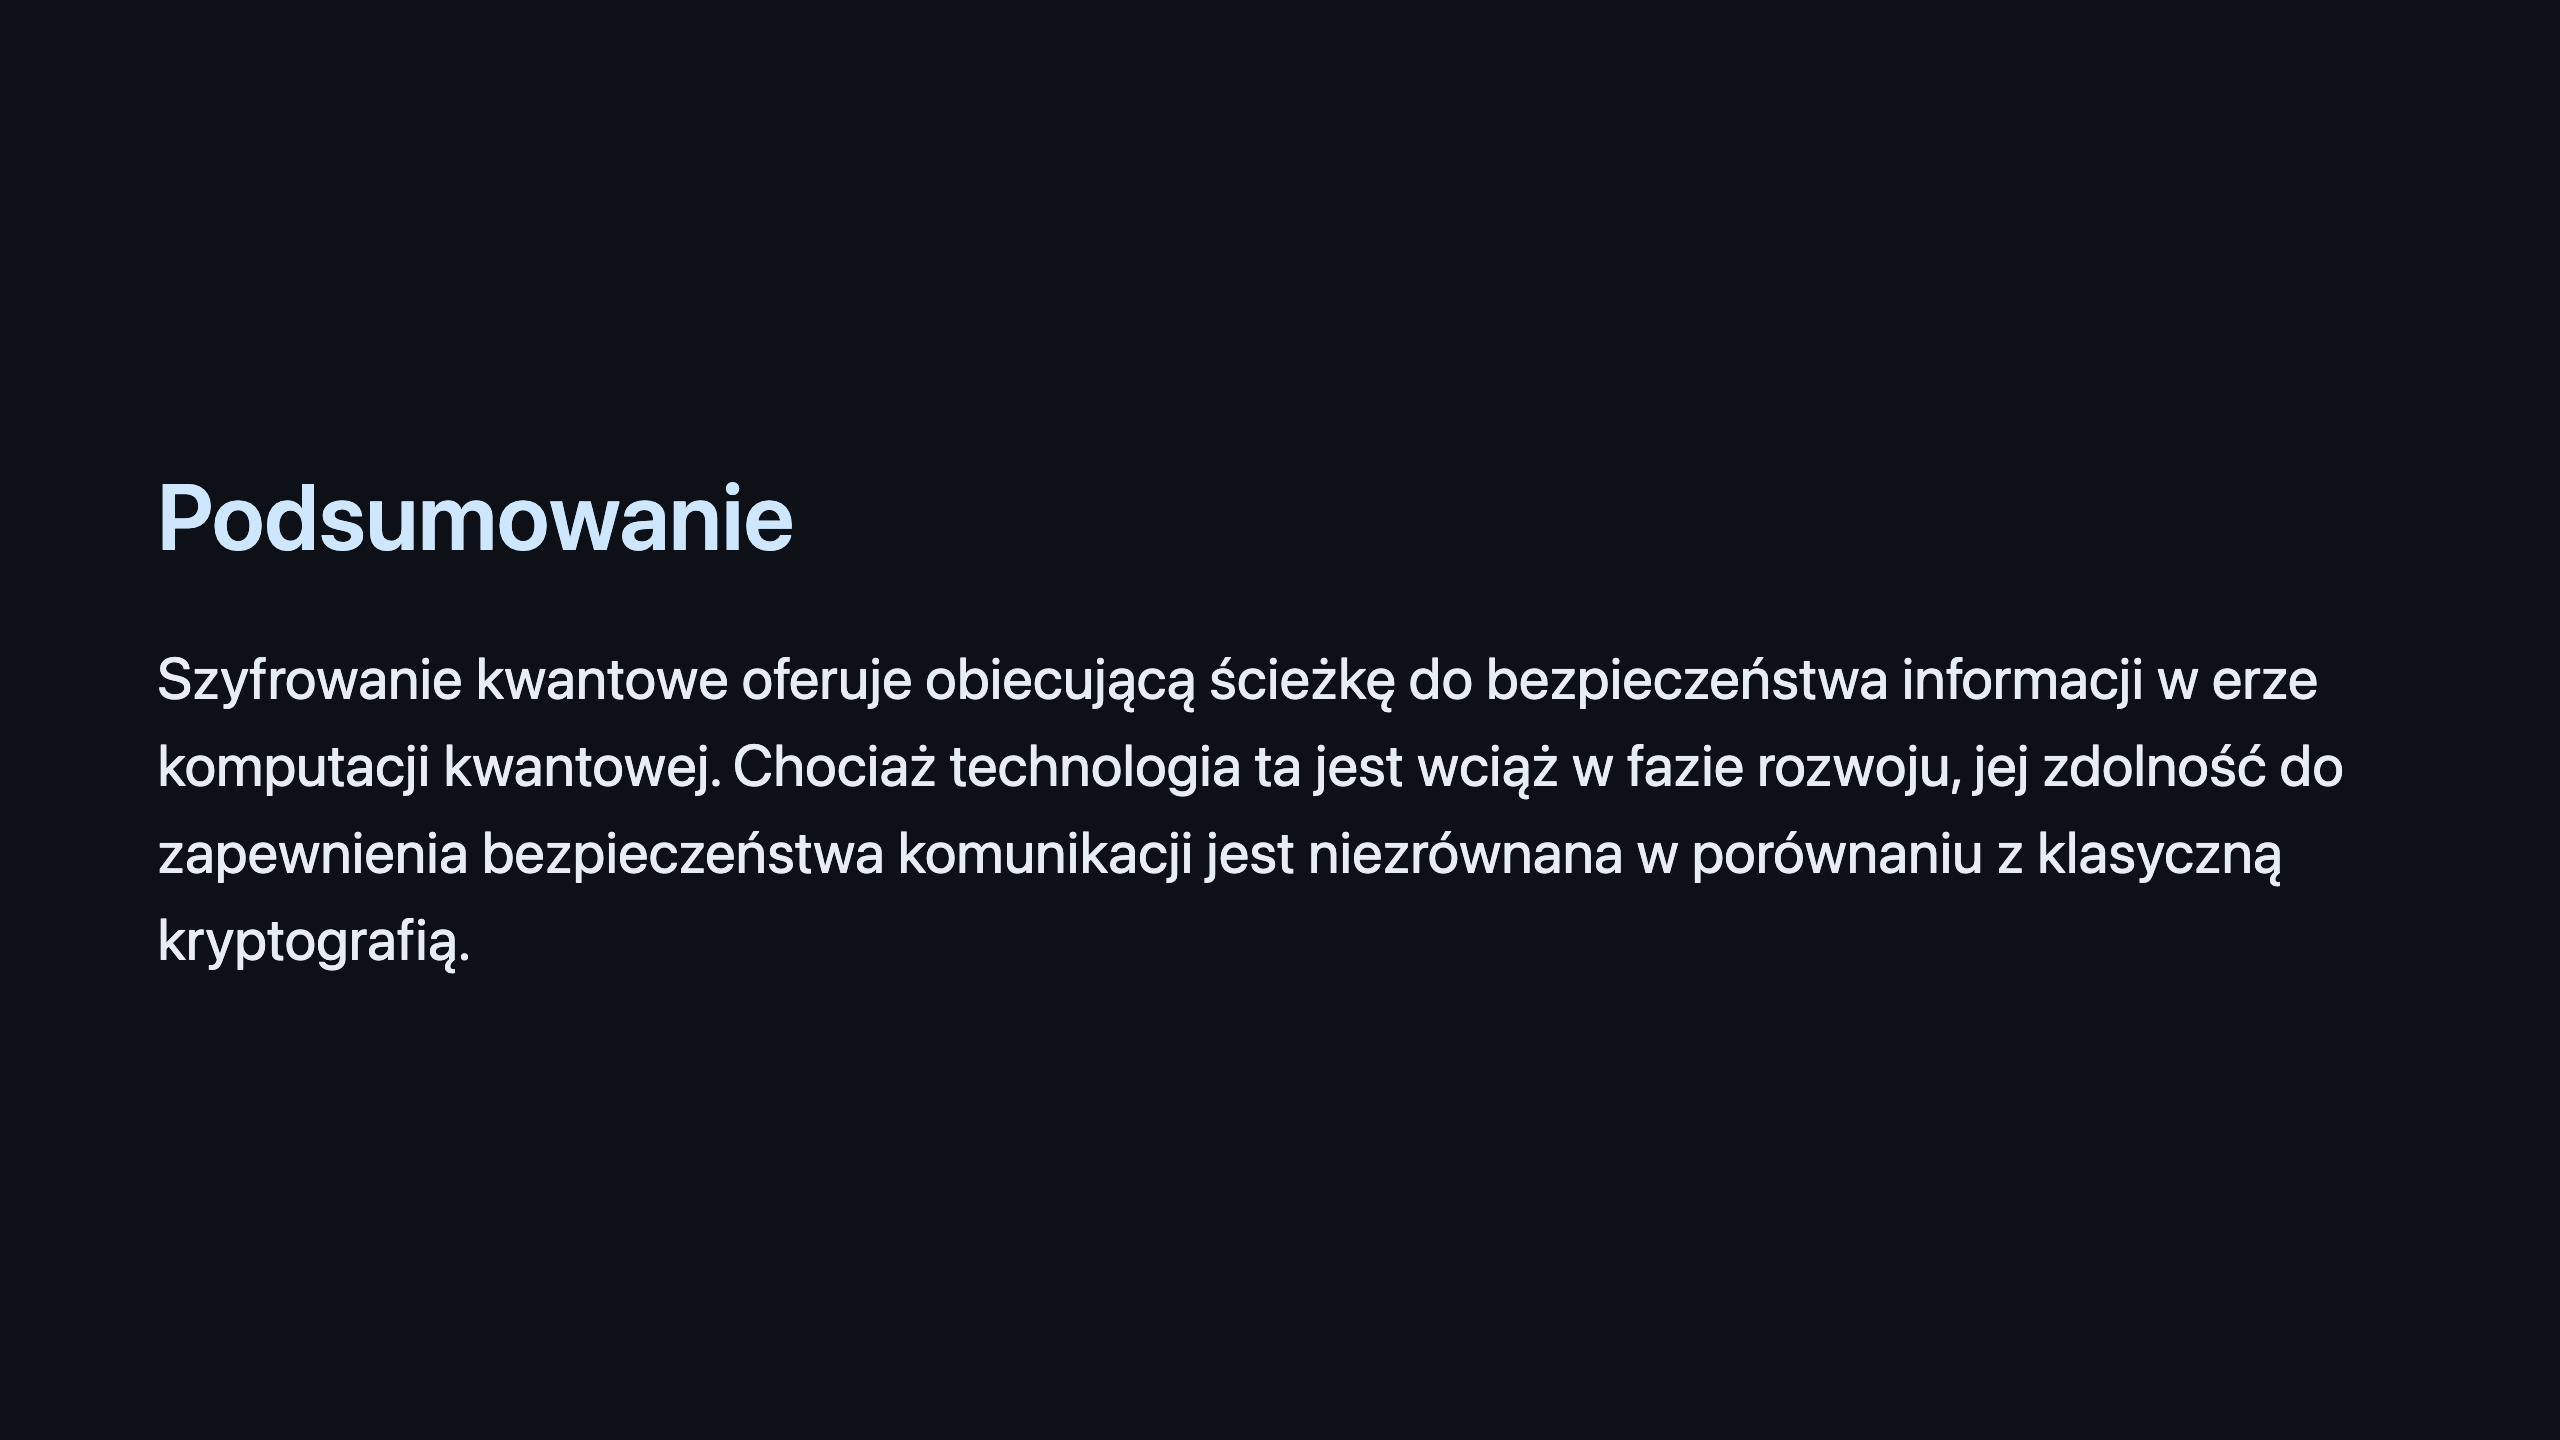 Podsumowanie
Szyfrowanie kwantowe oferuje obiecującą ścieżkę do bezpieczeństwa informacji w erze
komputacji kwantowej. Chociaż technologia ta jest wciąż w fazie rozwoju, jej zdolność do
zapewnienia bezpieczeństwa komunikacji jest niezrównana w porównaniu z klasyczną
kryptografią.